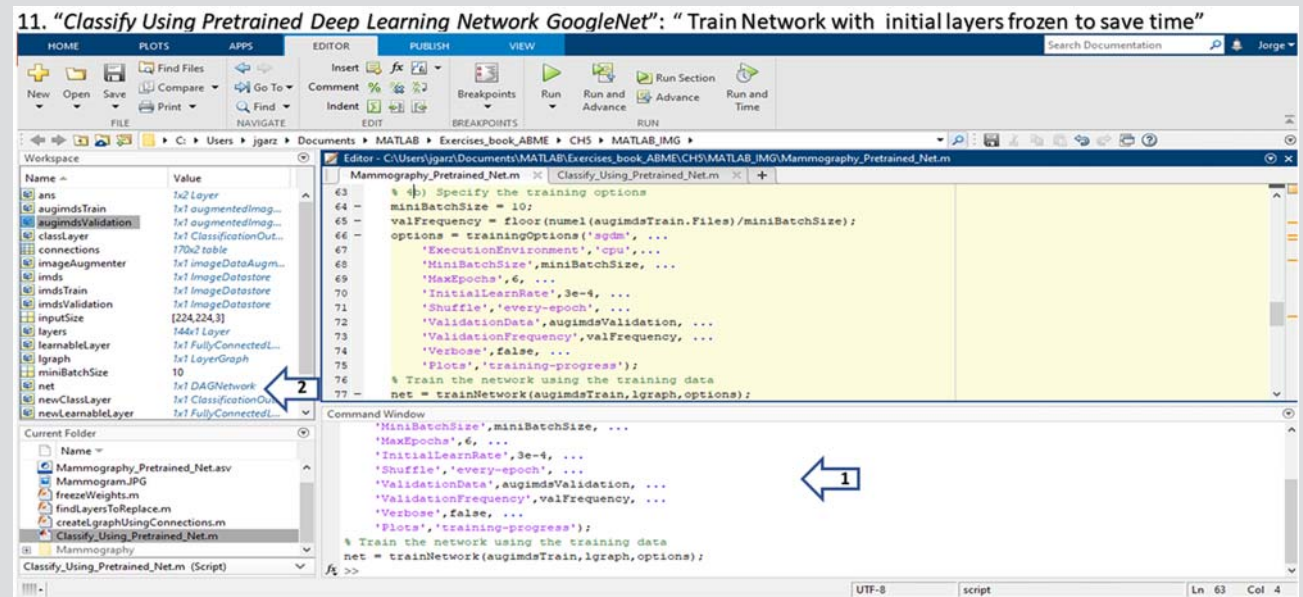 11. “Classify Using Pretrained Deep Learning Network GoogleNet”: “ Train Network with initial layers frozen to save time”
HOME PLOTS APPS EDITOR PUBLISH VIEW Search Documentation Jorge
New Open Save Find Files Compare Print Go To Find Insert fx Comment % Indent Breakpoints Run Run and Advance Run Section Advance Run and Time
FILE NAVIGATE EDIT BREAKPOINTS RUN
C: Users jgarz Documents MATLAB Exercises_book_ABME CH5 MATLAB_IMG
Workspace
Name Value
ans 1x2 Layer
augimdsTrain 1x1 augmentedImag...
augimdsValidation 1x1 augmentedImag...
classLayer 1x1 ClassificationOut...
connections 170x2 table
imageAugmenter 1x1 imageDataAugm...
imds 1x1 ImageDatastore
imdsTrain 1x1 ImageDatastore
imdsValidation 1x1 ImageDatastore
inputSize [224,224,3]
layers 144x1 Layer
learnableLayer 1x1 FullyConnectedL...
lgraph 1x1 LayerGraph
miniBatchSize 10
net 1x1 DAGNetwork
newClassLayer 1x1 ClassificationOut...
newLearnableLayer 1x1 FullyConnectedL...
2
Current Folder
Name
Mammography_Pretrained_Net.asv
Mammogram.JPG
freezeWeights.m
findLayersToReplace.m
createLgraphUsingConnections.m
Classify_Using_Pretrained_Net.m
Mammography
Classify_Using_Pretrained_Net.m (Script)
Editor - C:\Users\jgarz\Documents\MATLAB\Exercises_book_ABME\CH5\MATLAB_IMG\Mammography_Pretrained_Net.m
Mammography_Pretrained_Net.m Classify_Using_Pretrained_Net.m +
63 % 4b) Specify the training options
64 - miniBatchSize = 10;
65 - valFrequency = floor(numel(augimdsTrain.Files)/miniBatchSize);
66 - options = trainingOptions('sgdm', ...
67 'ExecutionEnvironment','cpu',...
68 'MiniBatchSize',miniBatchSize, ...
69 'MaxEpochs',6, ...
70 'InitialLearnRate',3e-4, ...
71 'Shuffle','every-epoch', ...
72 'ValidationData',augimdsValidation, ...
73 'ValidationFrequency',valFrequency, ...
74 'Verbose',false, ...
75 'Plots','training-progress');
76 % Train the network using the training data
77 - net = trainNetwork(augimdsTrain,lgraph,options);
Command Window
'MiniBatchSize',miniBatchSize, ...
'MaxEpochs',6, ...
'InitialLearnRate',3e-4, ...
'Shuffle','every-epoch', ...
'ValidationData',augimdsValidation, ...
'ValidationFrequency',valFrequency, ...
'Verbose',false, ...
'Plots','training-progress');
% Train the network using the training data
net = trainNetwork(augimdsTrain,lgraph,options);
fx >>
1
UTF-8 script Ln 63 Col 4